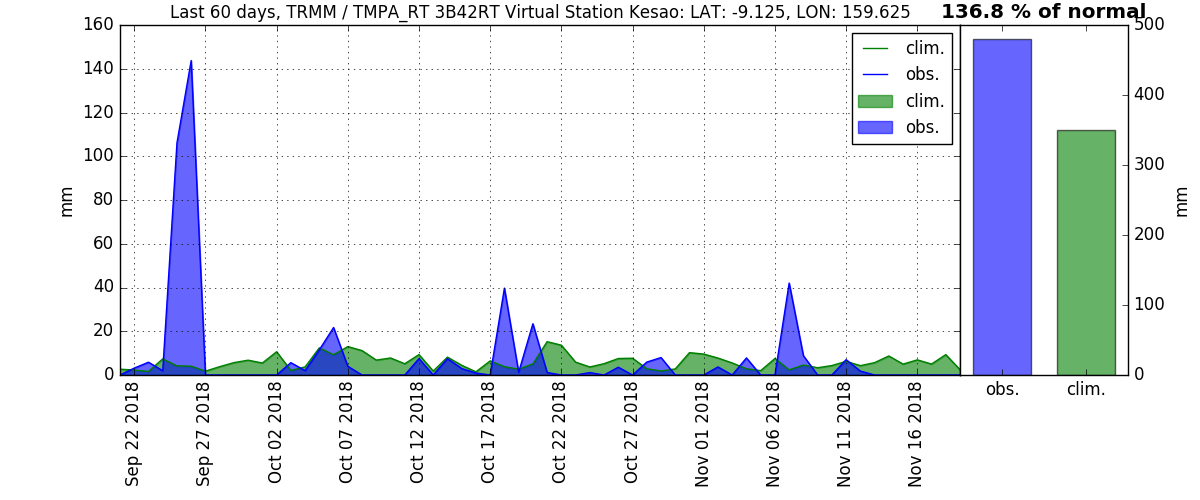 Last 60 days, TRMM / TMPA_RT 3B42RT Virtual Station Kesao: LAT: -9.125, LON: 159.625
136.8 % of normal
160
140
120
100
80
60
40
20
0
mm
clim.
obs.
clim.
obs.
500
400
300
200
100
0
mm
obs.
clim.
Sep 22 2018
Sep 27 2018
Oct 02 2018
Oct 07 2018
Oct 12 2018
Oct 17 2018
Oct 22 2018
Oct 27 2018
Nov 01 2018
Nov 06 2018
Nov 11 2018
Nov 16 2018